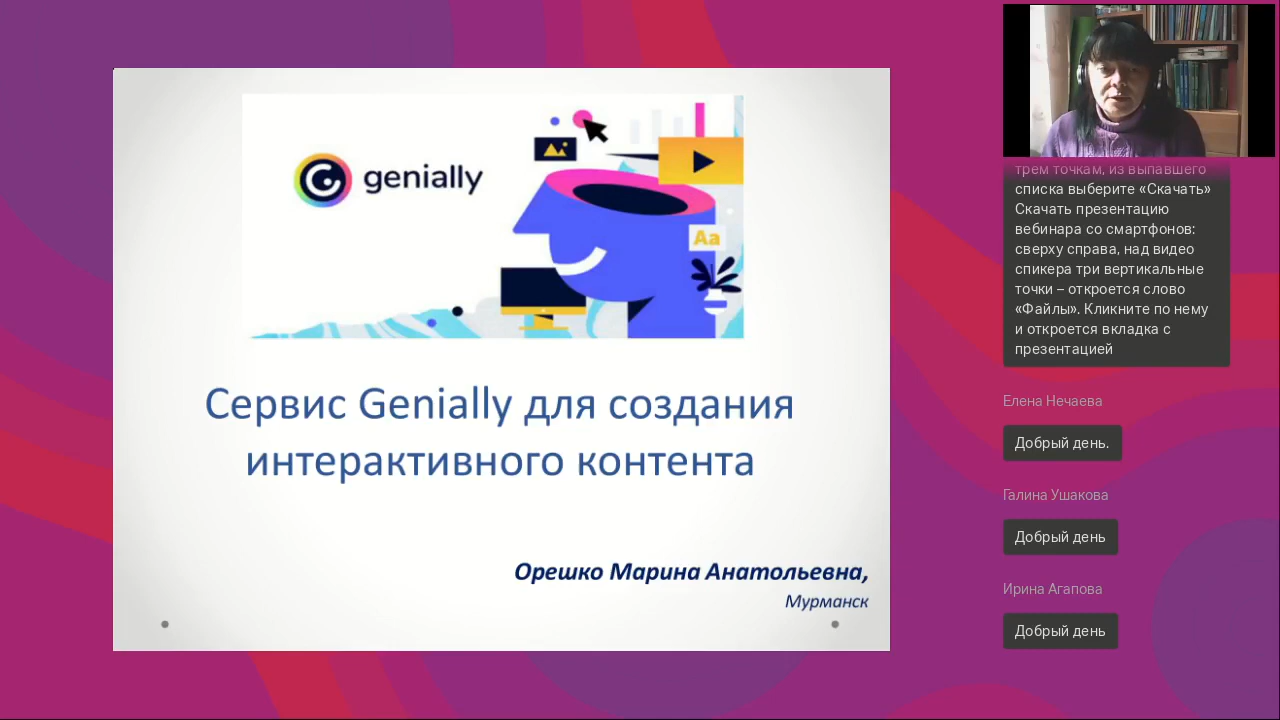 genially
Aa
Сервис Genially для создания
интерактивного контента
Орешко Марина Анатольевна,
Мурманск
трем точкам, из выпавшего
списка выберите «Скачать»
Скачать презентацию
вебинара со смартфонов:
сверху справа, над видео
спикера три вертикальные
точки – откроется слово
«Файлы». Кликните по нему
и откроется вкладка с
презентацией
Елена Нечаева
Добрый день.
Галина Ушакова
Добрый день
Ирина Агапова
Добрый день